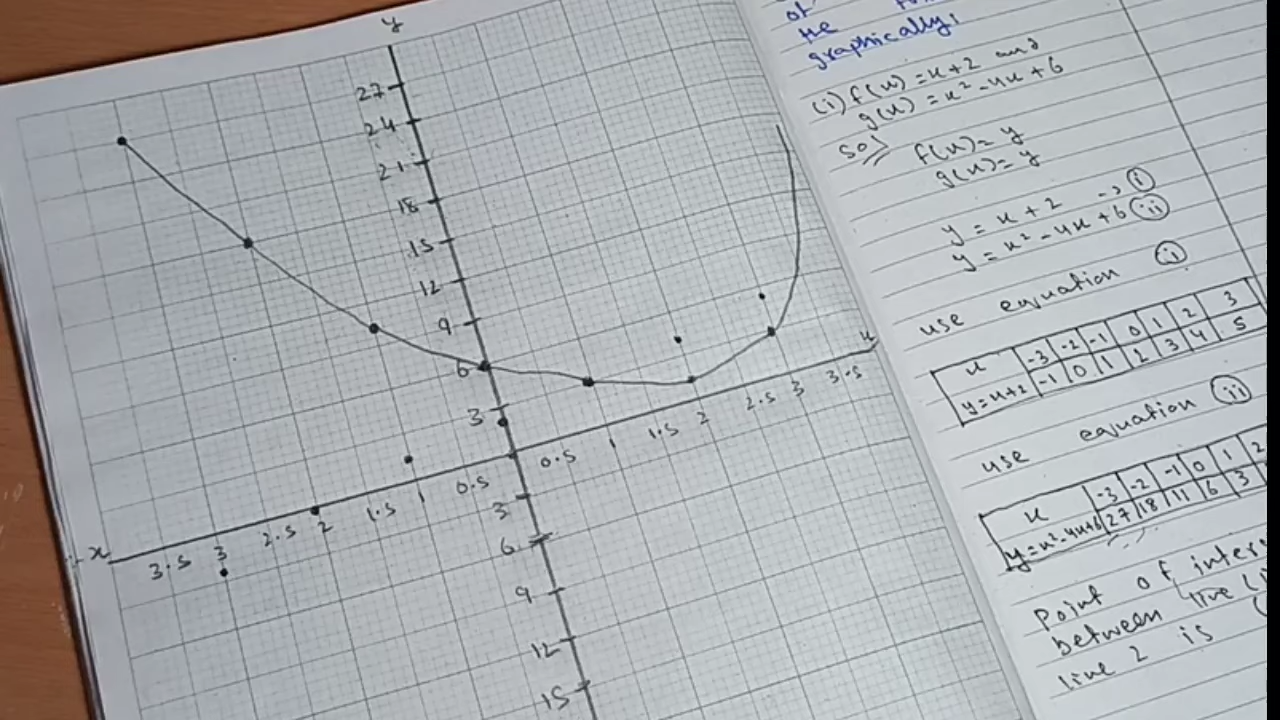 y
27
24
21
18
15
12
9
6
3
3
6
9
12
15
-x
3.5 3 2.5 2 1.5 1 0.5
0.5 1 1.5 2 2.5 3 3.5
x
of
the
graphically.
(i) f(x) = x+2 and
g(x) = x² - 4x + 6
Sol
f(x) = y
g(x) = y
y = x + 2 → (i)
y = x² - 4x + 6 (ii)
use equation (i)
x -3 -2 -1 0 1 2 3
y=x+2 -1 0 1 2 3 4 5
use equation (ii)
x -3 -2 -1 0 1 2
y=x²-4x+6 27 18 11 6 3
Point of
between line (
line 2 is (